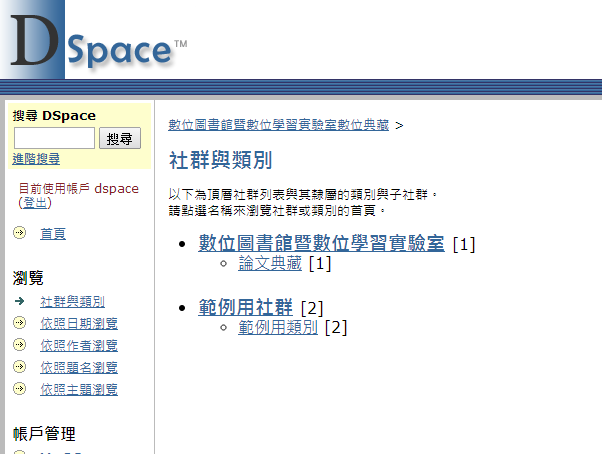 DSpace™
搜尋 DSpace
搜尋
進階搜尋
目前使用帳戶 dspace
(登出)
首頁
瀏覽
社群與類別
依照日期瀏覽
依照作者瀏覽
依照題名瀏覽
依照主題瀏覽
帳戶管理
數位圖書館暨數位學習實驗室數位典藏 >
社群與類別
以下為頂層社群列表與其隸屬的類別與子社群。
請點選名稱來瀏覽社群或類別的首頁。
數位圖書館暨數位學習實驗室 [1]
論文典藏 [1]
範例用社群 [2]
範例用類別 [2]